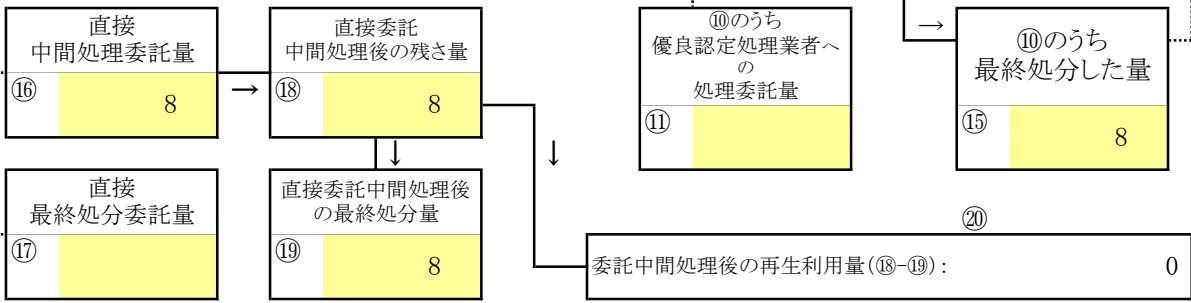 直接
中間処理委託量
⑯
8
→
直接委託
中間処理後の残さ量
⑱
8
⑩のうち
優良認定処理業者へ
の
処理委託量
⑪
→
⑩のうち
最終処分した量
⑮
8
↓
↓
直接
最終処分委託量
⑰
直接委託中間処理後
の最終処分量
⑲
8
⑳
委託中間処理後の再生利用量(⑱-⑲):
0